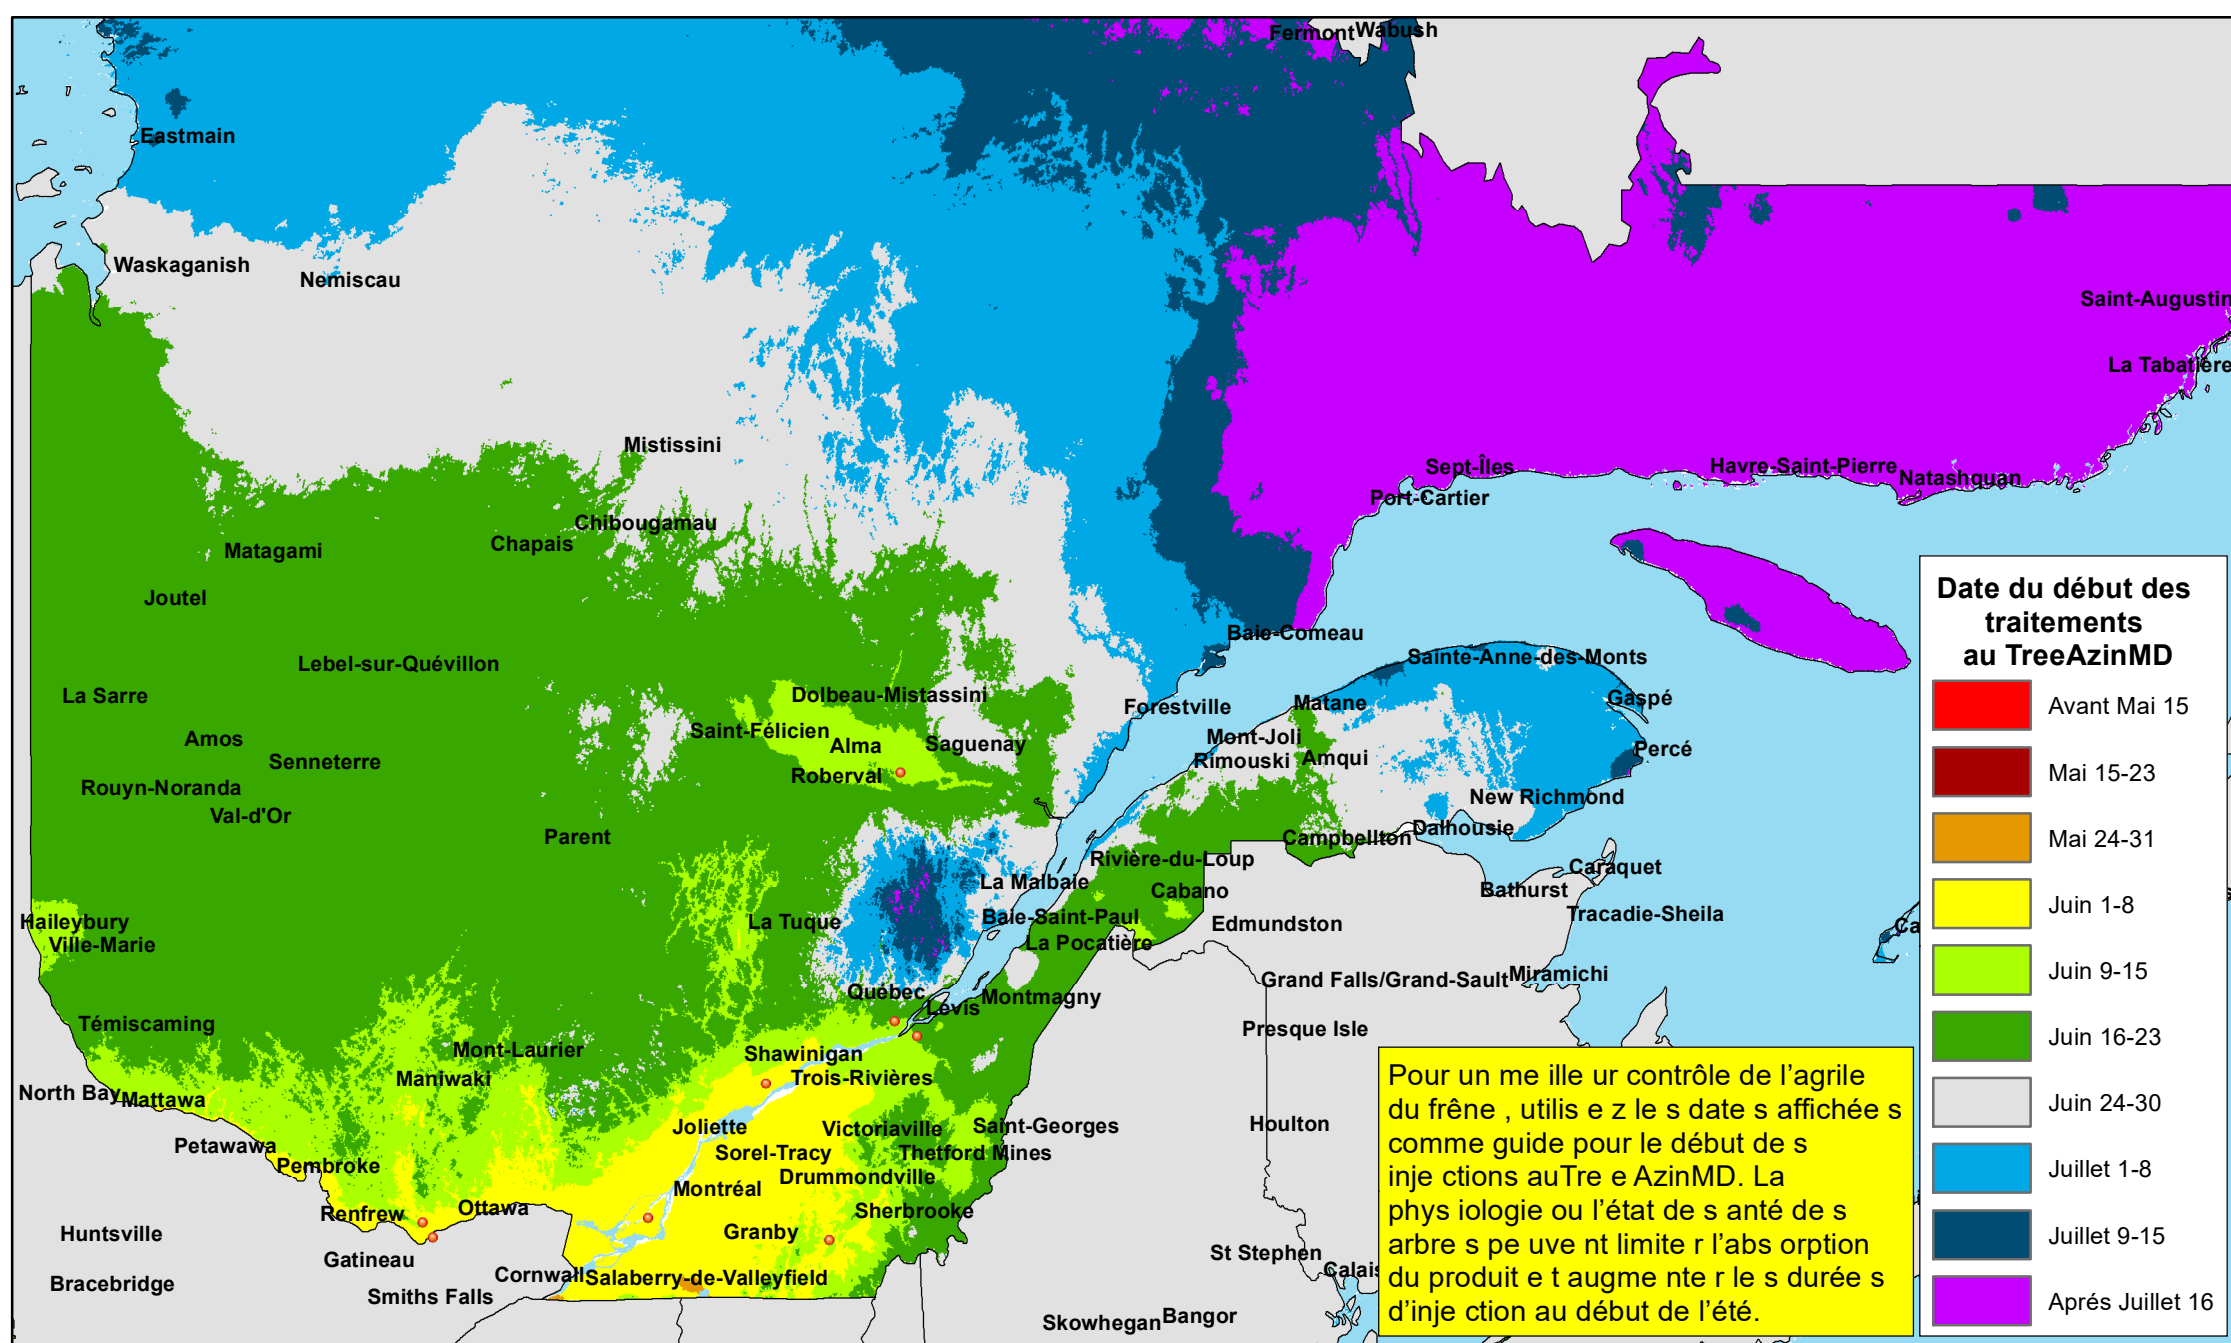 Fermont
Wabush
Eastmain
Waskaganish
Nemiscau
Saint-Augustin
La Tabatière
Mistissini
Sept-Îles
Havre-Saint-Pierre
Natashquan
Port-Cartier
Chibougamau
Chapais
Matagami
Joutel
Baie-Comeau
Lebel-sur-Quévillon
Sainte-Anne-des-Monts
La Sarre
Dolbeau-Mistassini
Forestville
Matane
Gaspé
Saint-Félicien
Amos
Alma
Saguenay
Mont-Joli
Percé
Senneterre
Roberval
Rimouski
Amqui
Rouyn-Noranda
New Richmond
Val-d'Or
Parent
Campbellton
Dalhousie
Rivière-du-Loup
Caraquet
La Malbaie
Cabano
Bathurst
Haileybury
La Tuque
Baie-Saint-Paul
Edmundston
Tracadie-Sheila
Ca
Ville-Marie
La Pocatière
Grand Falls/Grand-Sault
Miramichi
Québec
Lévis
Montmagny
Témiscaming
Presque Isle
Mont-Laurier
Shawinigan
Maniwaki
Trois-Rivières
North Bay
Mattawa
Joliette
Victoriaville
Saint-Georges
Houlton
Petawawa
Sorel-Tracy
Thetford Mines
Pembroke
Drummondville
Montréal
Renfrew
Ottawa
Sherbrooke
Huntsville
Granby
Gatineau
St Stephen
Calais
Bracebridge
Cornwall
Salaberry-de-Valleyfield
Smiths Falls
Skowhegan
Bangor
Date du début des
traitements
au TreeAzinMD
Avant Mai 15
Mai 15-23
Mai 24-31
Juin 1-8
Juin 9-15
Juin 16-23
Juin 24-30
Juillet 1-8
Juillet 9-15
Aprés Juillet 16
Pour un me ille ur contrôle de l’agrile
du frêne , utilis e z le s date s affichée s
comme guide pour le début de s
inje ctions auTre e AzinMD. La
phys iologie ou l’état de s anté de s
arbre s pe uve nt limite r l’abs orption
du produit e t augme nte r le s durée s
d’inje ction au début de l’été.